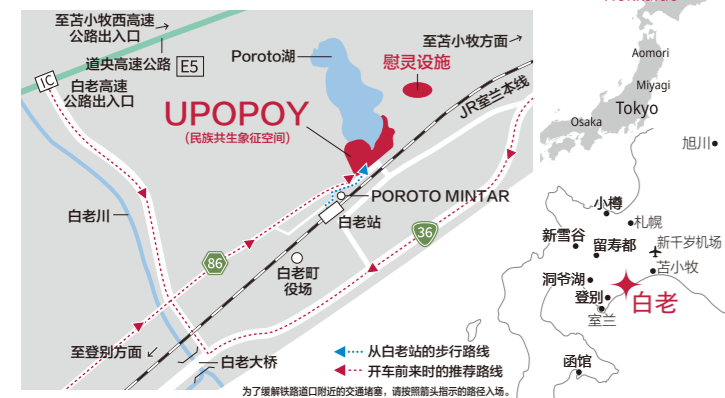 至苫小牧西高速
公路出入口
道央高速公路 E5
IC
白老高速
公路出入口
Poroto湖
至苫小牧方面
慰灵设施
JR室兰本线
UPOPOY
(民族共生象征空间)
POROTO MINTAR
白老站
白老川
86
36
白老町
役场
至登别方面
白老大桥
从白老站的步行路线
开车前来时的推荐路线
为了缓解铁路道口附近的交通堵塞，请按照箭头指示的路径入场。
Aomori
Miyagi
Tokyo
Osaka
旭川
小樽
札幌
新雪谷
留寿都
新千岁机场
苫小牧
洞爷湖
登别
白老
室兰
函馆